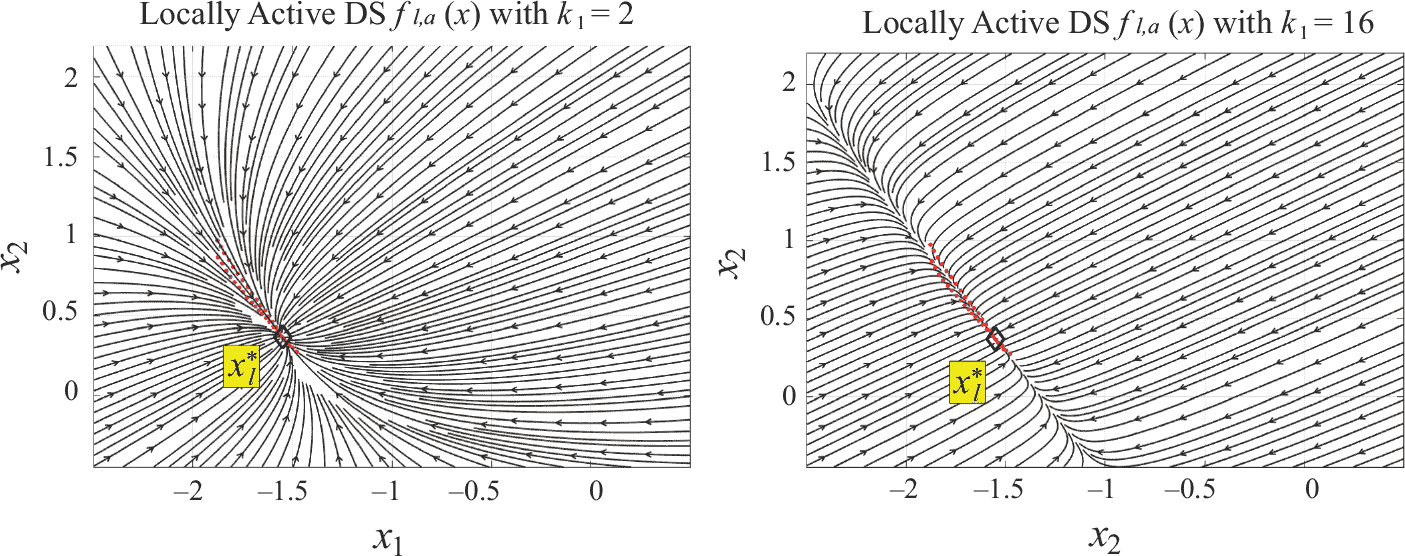 Locally Active DS f l,a (x) with k1 = 2
2
1.5
1
0.5
0
x2
x*l
–2 –1.5 –1 –0.5 0
x1
Locally Active DS f l,a (x) with k1 = 16
2
1.5
1
0.5
0
x2
x*l
–2 –1.5 –1 –0.5 0
x2